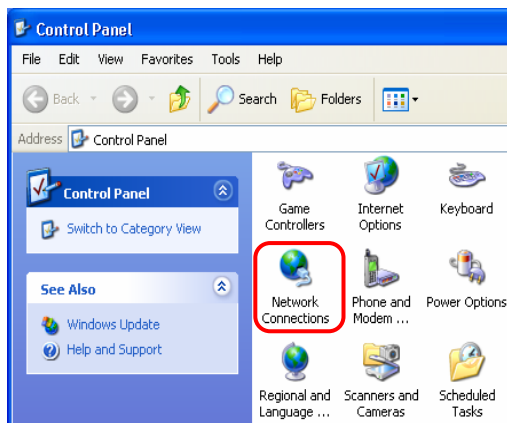 Control Panel
File Edit View Favorites Tools Help
Back Search Folders
Address Control Panel
Control Panel
Switch to Category View
See Also
Windows Update
Help and Support
Game Controllers
Internet Options
Keyboard
Network Connections
Phone and Modem ...
Power Options
Regional and Language ...
Scanners and Cameras
Scheduled Tasks